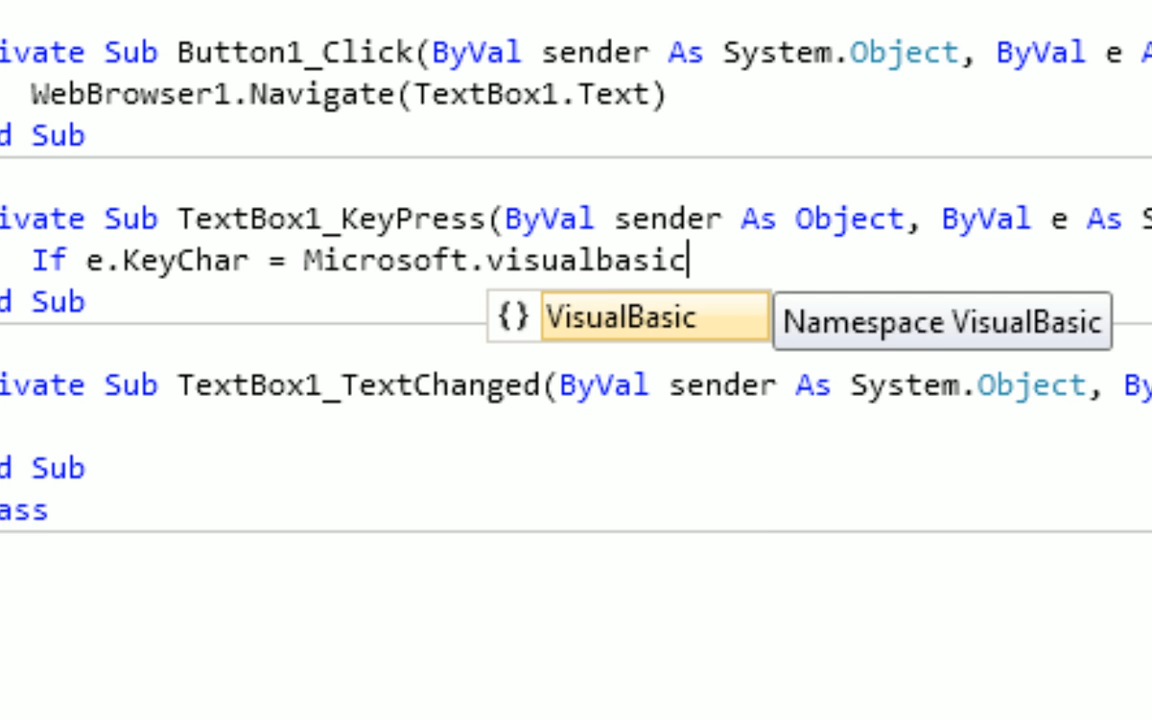 ivate Sub Button1_Click(ByVal sender As System.Object, ByVal e A
WebBrowser1.Navigate(TextBox1.Text)
d Sub
ivate Sub TextBox1_KeyPress(ByVal sender As Object, ByVal e As S
If e.KeyChar = Microsoft.visualbasic
d Sub
{} VisualBasic Namespace VisualBasic
ivate Sub TextBox1_TextChanged(ByVal sender As System.Object, By
d Sub
ass